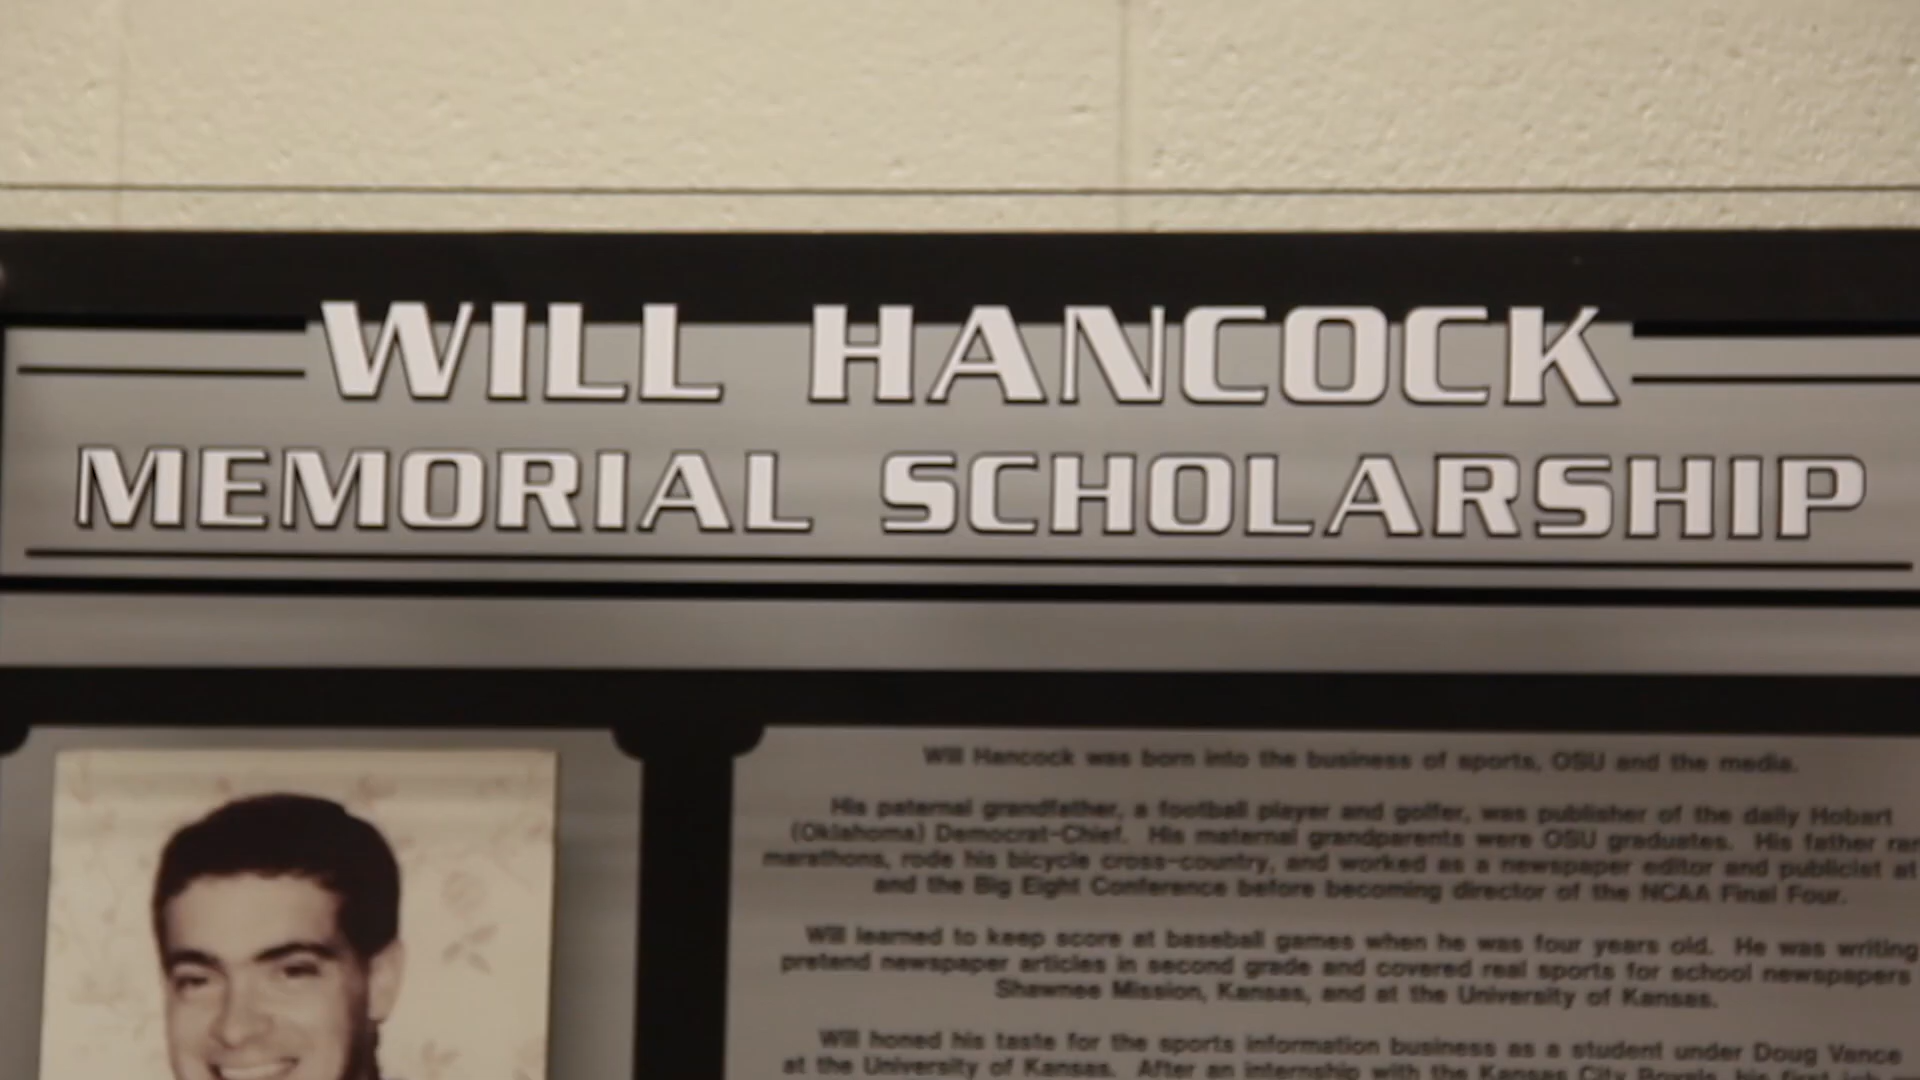 WILL HANCOCK
MEMORIAL SCHOLARSHIP
Will Hancock was born into the business of sports, OSU and the media.
His paternal grandfather, a football player and golfer, was publisher of the daily Hobart
(Oklahoma) Democrat-Chief. His maternal grandparents were OSU graduates. His father ran
marathons, rode his bicycle cross-country, and worked as a newspaper editor and publicist at
and the Big Eight Conference before becoming director of the NCAA Final Four.
Will learned to keep score at baseball games when he was four years old. He was writing
pretend newspaper articles in second grade and covered real sports for school newspapers
Shawnee Mission, Kansas, and at the University of Kansas.
Will honed his taste for the sports information business as a student under Doug Vance
at the University of Kansas. After an internship with the Kansas City Royals, his first job